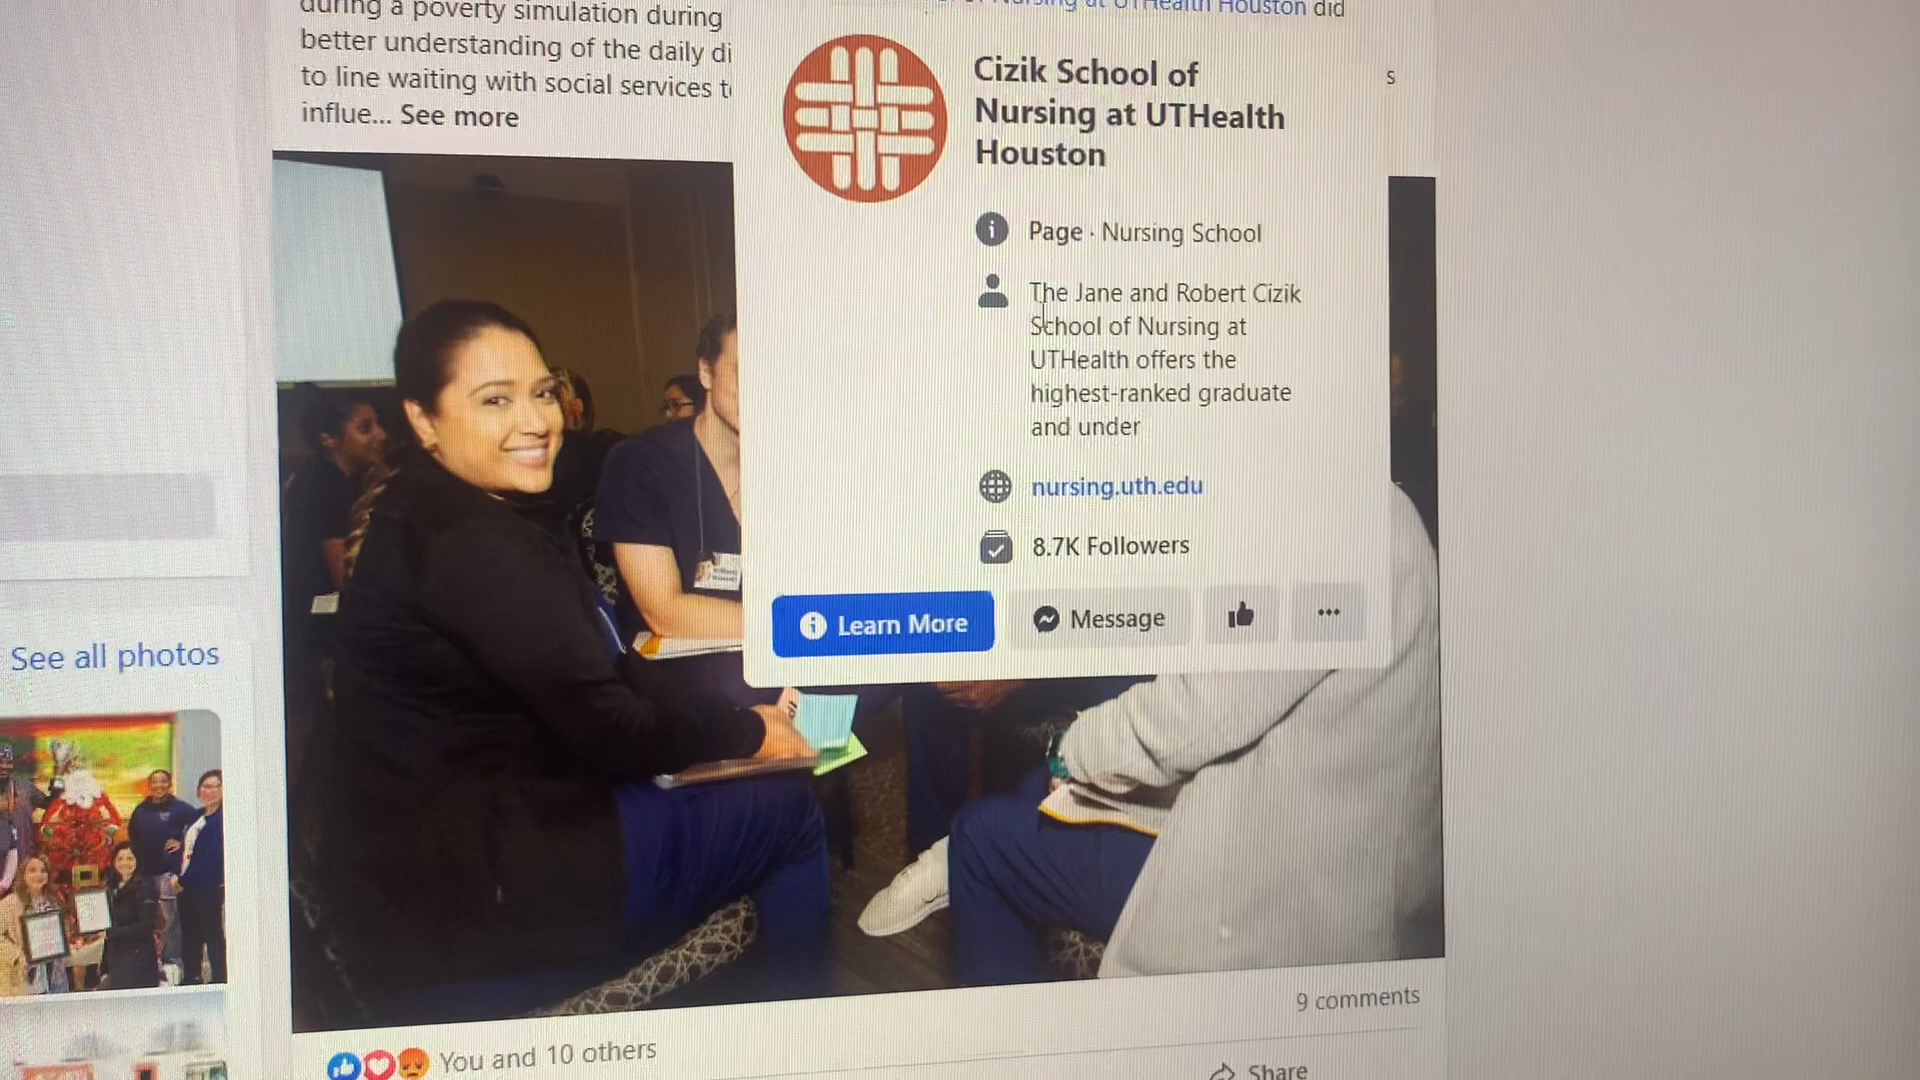 during a poverty simulation during
better understanding of the daily di
to line waiting with social services t
influe... See more
Nursing at UTHealth Houston did
s
Cizik School of
Nursing at UTHealth
Houston
Page · Nursing School
The Jane and Robert Cizik
School of Nursing at
UTHealth offers the
highest-ranked graduate
and under
nursing.uth.edu
8.7K Followers
Learn More
Message
See all photos
9 comments
You and 10 others
Share